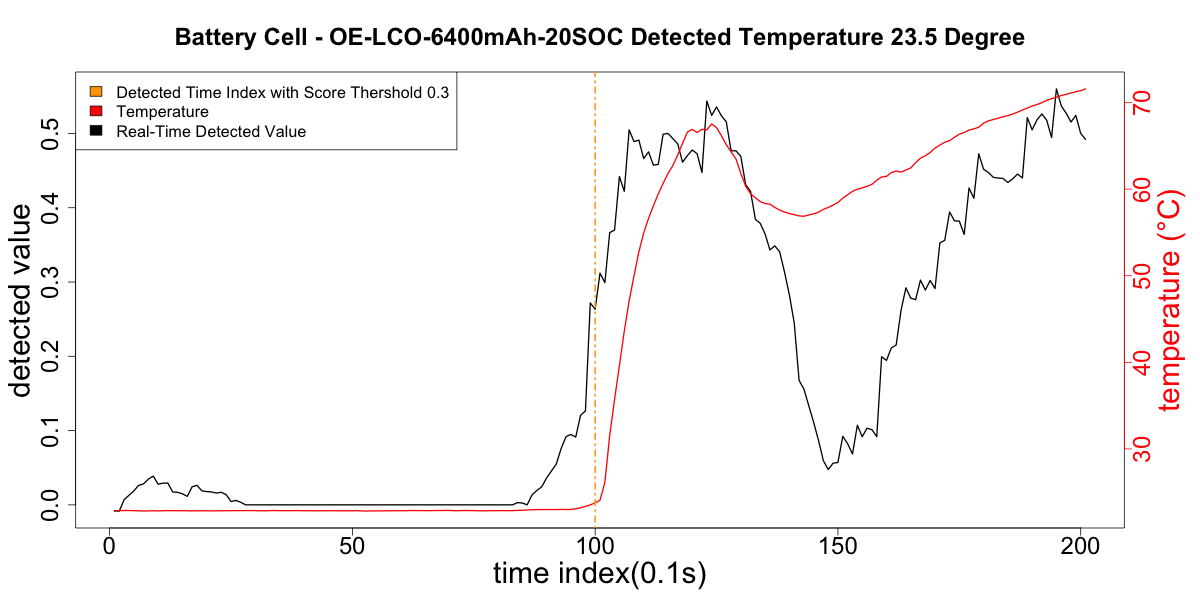 Battery Cell - OE-LCO-6400mAh-20SOC Detected Temperature 23.5 Degree
Detected Time Index with Score Thershold 0.3
Temperature
Real-Time Detected Value
detected value
0.0
0.1
0.2
0.3
0.4
0.5
30
40
50
60
70
temperature (°C)
0
50
100
150
200
time index(0.1s)